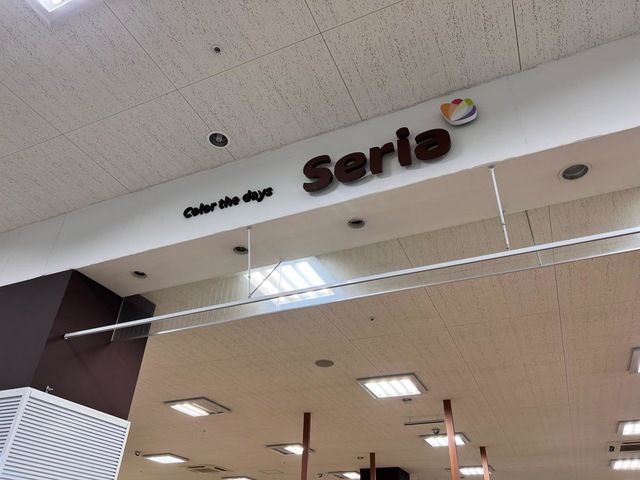 Color the days
Seria